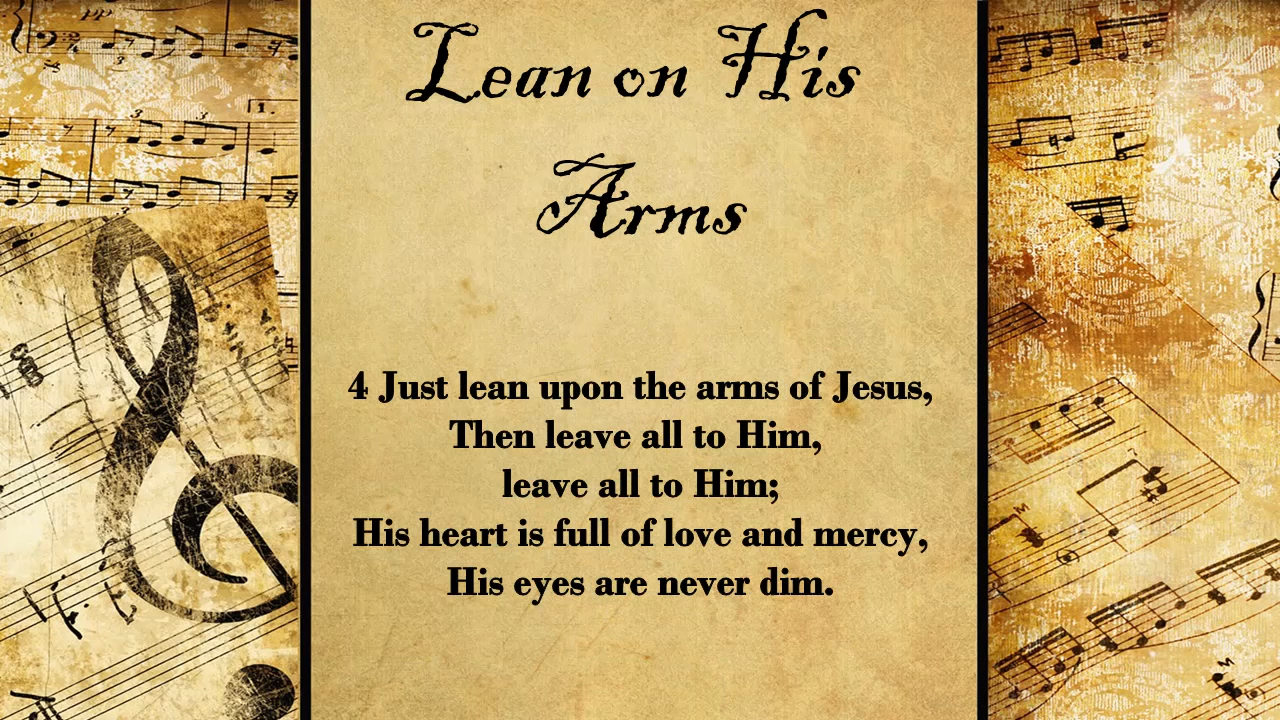 Lean on His
Arms
4 Just lean upon the arms of Jesus,
Then leave all to Him,
leave all to Him;
His heart is full of love and mercy,
His eyes are never dim.